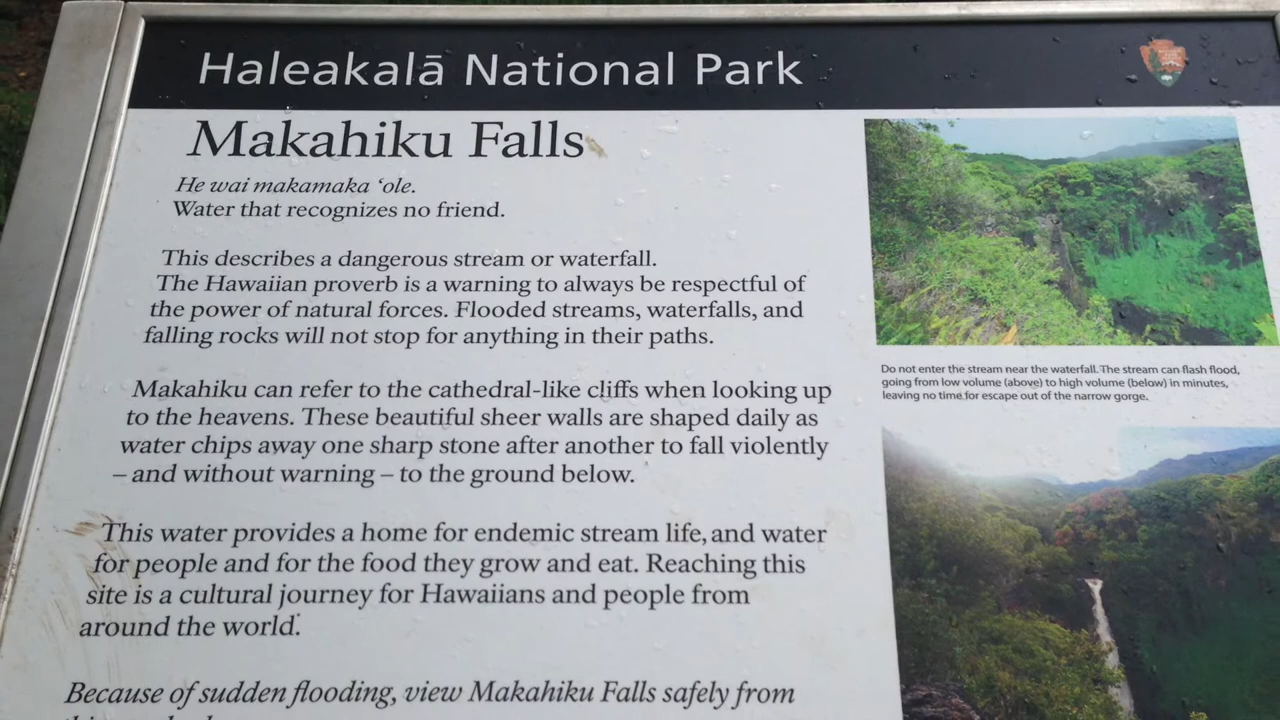 Haleakalā National Park
Makahiku Falls
He wai makamaka ‘ole.
Water that recognizes no friend.
This describes a dangerous stream or waterfall.
The Hawaiian proverb is a warning to always be respectful of
the power of natural forces. Flooded streams, waterfalls, and
falling rocks will not stop for anything in their paths.
Makahiku can refer to the cathedral-like cliffs when looking up
to the heavens. These beautiful sheer walls are shaped daily as
water chips away one sharp stone after another to fall violently
– and without warning – to the ground below.
This water provides a home for endemic stream life, and water
for people and for the food they grow and eat. Reaching this
site is a cultural journey for Hawaiians and people from
around the world.
Because of sudden flooding, view Makahiku Falls safely from
Do not enter the stream near the waterfall. The stream can flash flood,
going from low volume (above) to high volume (below) in minutes,
leaving no time for escape out of the narrow gorge.